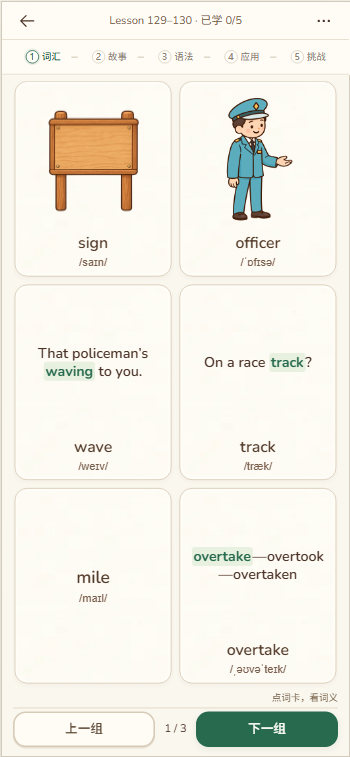 Lesson 129–130 · 已学 0/5
1 词汇 — 2 故事 — 3 语法 — 4 应用 — 5 挑战
sign
/saɪn/
officer
/ˈɒfɪsə/
That policeman's
waving to you.
wave
/weɪv/
On a race track?
track
/træk/
mile
/maɪl/
overtake—overtook
—overtaken
overtake
/ˌəʊvəˈteɪk/
点词卡，看词义
上一组
1 / 3
下一组